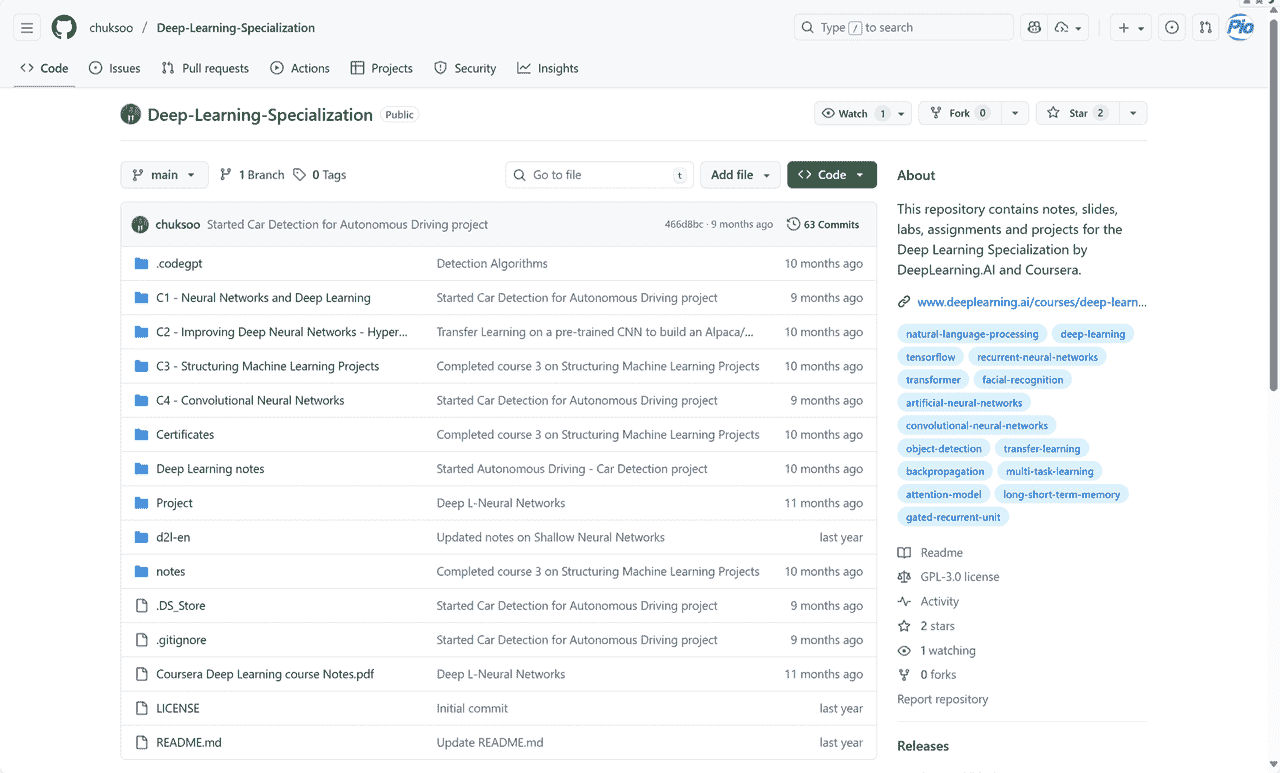 chuksoo / Deep-Learning-Specialization
Type / to search
Pio
Code Issues Pull requests Actions Projects Security Insights
Deep-Learning-Specialization Public
Watch 1 Fork 0 Star 2
main 1 Branch 0 Tags Go to file t Add file Code
chuksoo Started Car Detection for Autonomous Driving project 466d8bc · 9 months ago 63 Commits
.codegpt Detection Algorithms 10 months ago
C1 - Neural Networks and Deep Learning Started Car Detection for Autonomous Driving project 9 months ago
C2 - Improving Deep Neural Networks - Hyper... Transfer Learning on a pre-trained CNN to build an Alpaca/... 10 months ago
C3 - Structuring Machine Learning Projects Completed course 3 on Structuring Machine Learning Projects 10 months ago
C4 - Convolutional Neural Networks Started Car Detection for Autonomous Driving project 9 months ago
Certificates Completed course 3 on Structuring Machine Learning Projects 10 months ago
Deep Learning notes Started Autonomous Driving - Car Detection project 10 months ago
Project Deep L-Neural Networks 11 months ago
d2l-en Updated notes on Shallow Neural Networks last year
notes Completed course 3 on Structuring Machine Learning Projects 10 months ago
.DS_Store Started Car Detection for Autonomous Driving project 9 months ago
.gitignore Started Car Detection for Autonomous Driving project 9 months ago
Coursera Deep Learning course Notes.pdf Deep L-Neural Networks 11 months ago
LICENSE Initial commit last year
README.md Update README.md last year
About
This repository contains notes, slides,
labs, assignments and projects for the
Deep Learning Specialization by
DeepLearning.AI and Coursera.
www.deeplearning.ai/courses/deep-learn...
natural-language-processing deep-learning
tensorflow recurrent-neural-networks
transformer facial-recognition
artificial-neural-networks
convolutional-neural-networks
object-detection transfer-learning
backpropagation multi-task-learning
attention-model long-short-term-memory
gated-recurrent-unit
Readme
GPL-3.0 license
Activity
2 stars
1 watching
0 forks
Report repository
Releases